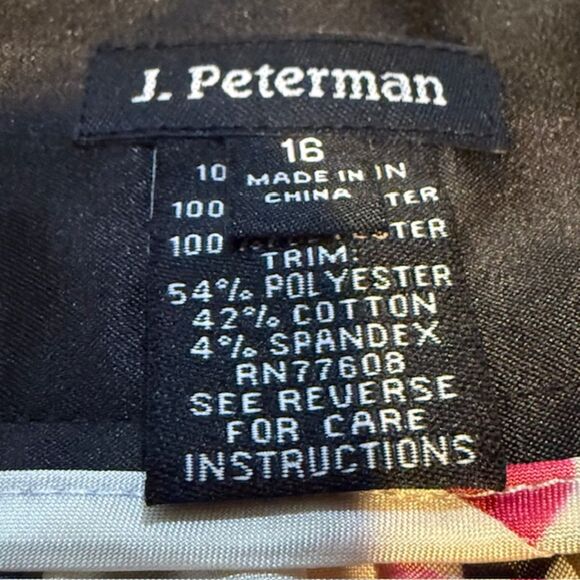 J. Peterman
16
MADE IN
CHINA
10 IN
100 TER
100 TER
TRIM:
54% POLYESTER
42% COTTON
4% SPANDEX
RN77608
SEE REVERSE
FOR CARE
INSTRUCTIONS